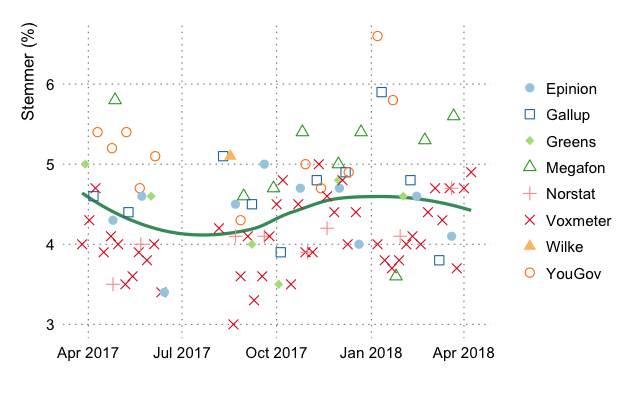 Stemmer (%)
6
5
4
3
Apr 2017
Jul 2017
Oct 2017
Jan 2018
Apr 2018
Epinion
Gallup
Greens
Megafon
Norstat
Voxmeter
Wilke
YouGov